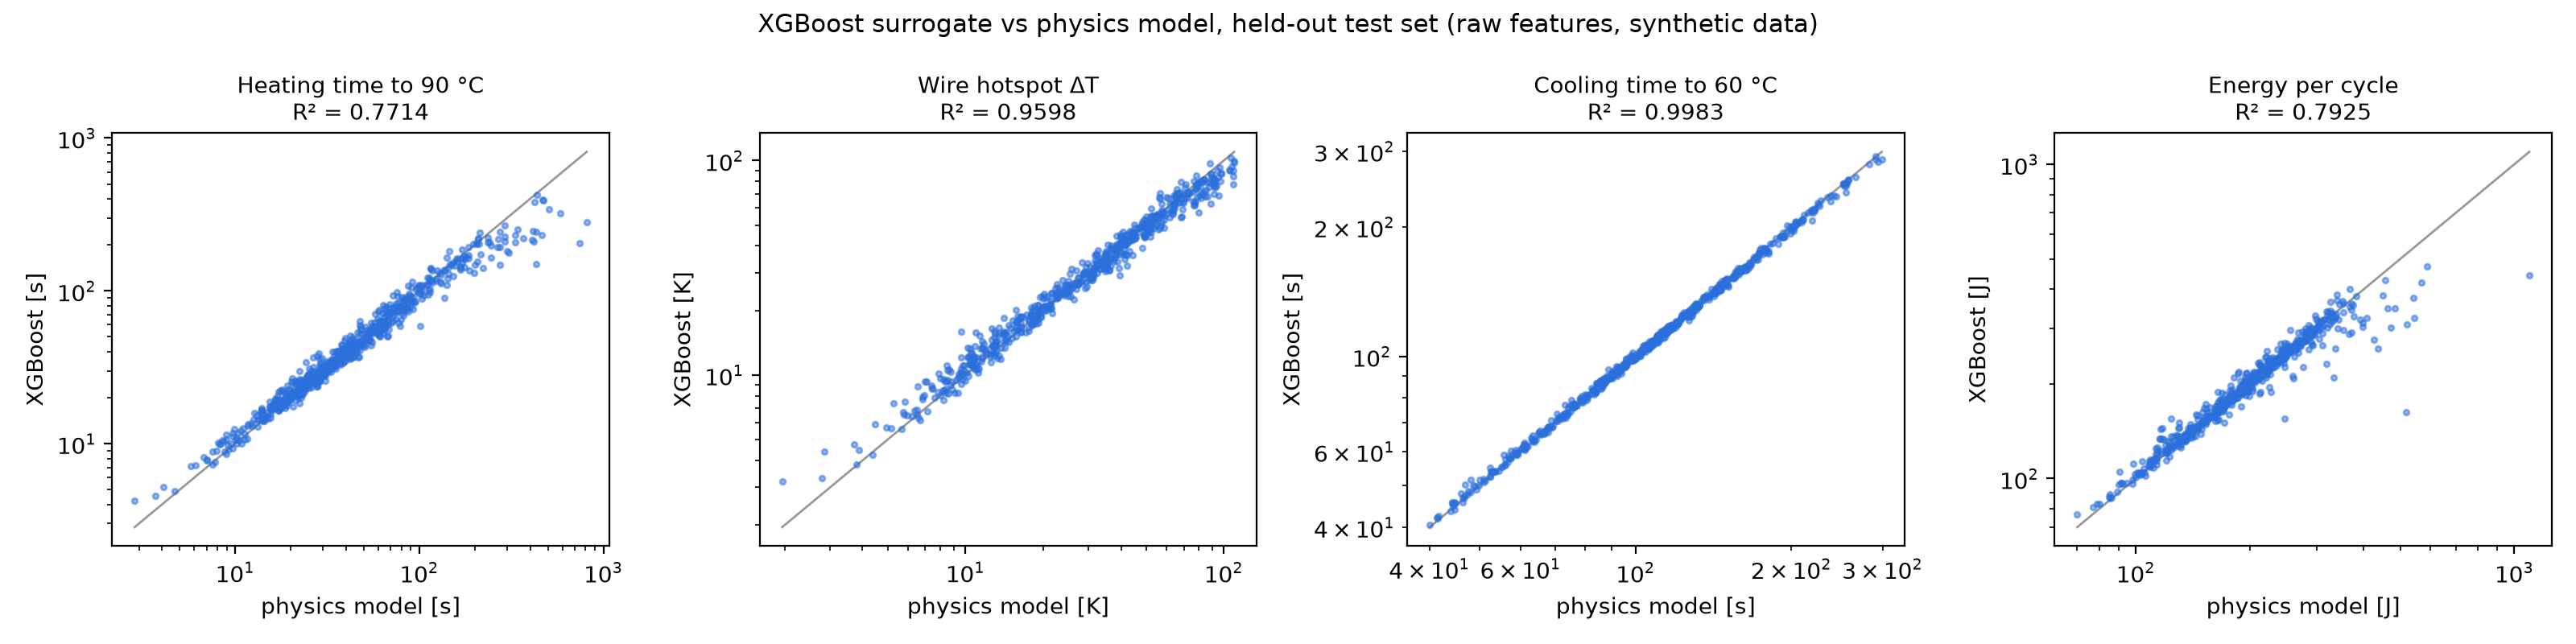 XGBoost surrogate vs physics model, held-out test set (raw features, synthetic data)
Heating time to 90 °C
R² = 0.7714
10³
10²
10¹
XGBoost [s]
10¹ 10² 10³
physics model [s]
Wire hotspot ΔT
R² = 0.9598
10²
10¹
XGBoost [K]
10¹ 10²
physics model [K]
Cooling time to 60 °C
R² = 0.9983
3 × 10²
2 × 10²
10²
6 × 10¹
4 × 10¹
XGBoost [s]
4 × 10¹ 6 × 10¹ 10² 2 × 10² 3 × 10²
physics model [s]
Energy per cycle
R² = 0.7925
10³
10²
XGBoost [J]
10² 10³
physics model [J]